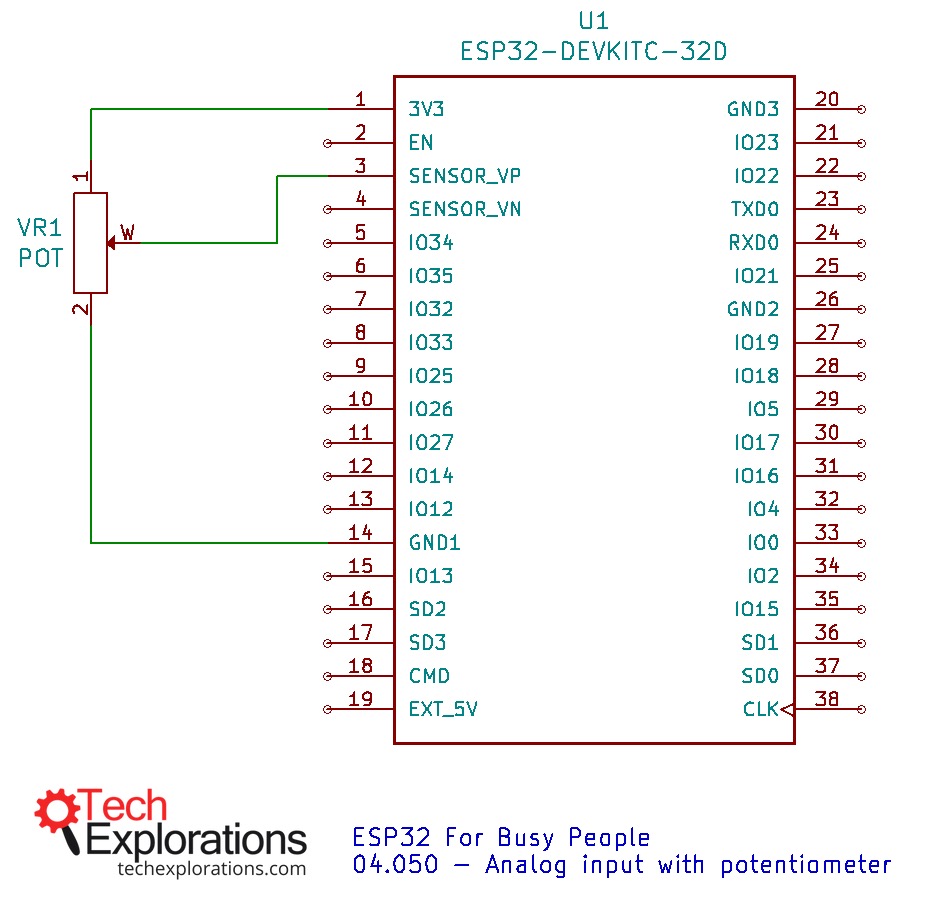 U1
ESP32-DEVKITC-32D
1 3V3 GND3 20
2 EN IO23 21
3 SENSOR_VP IO22 22
4 SENSOR_VN TXD0 23
5 IO34 RXD0 24
6 IO35 IO21 25
7 IO32 GND2 26
8 IO33 IO19 27
9 IO25 IO18 28
10 IO26 IO5 29
11 IO27 IO17 30
12 IO14 IO16 31
13 IO12 IO4 32
14 GND1 IO0 33
15 IO13 IO2 34
16 SD2 IO15 35
17 SD3 SD1 36
18 CMD SD0 37
19 EXT_5V CLK 38
1
VR1
POT
W
2
Tech
Explorations
techexplorations.com
ESP32 For Busy People
04.050 - Analog input with potentiometer